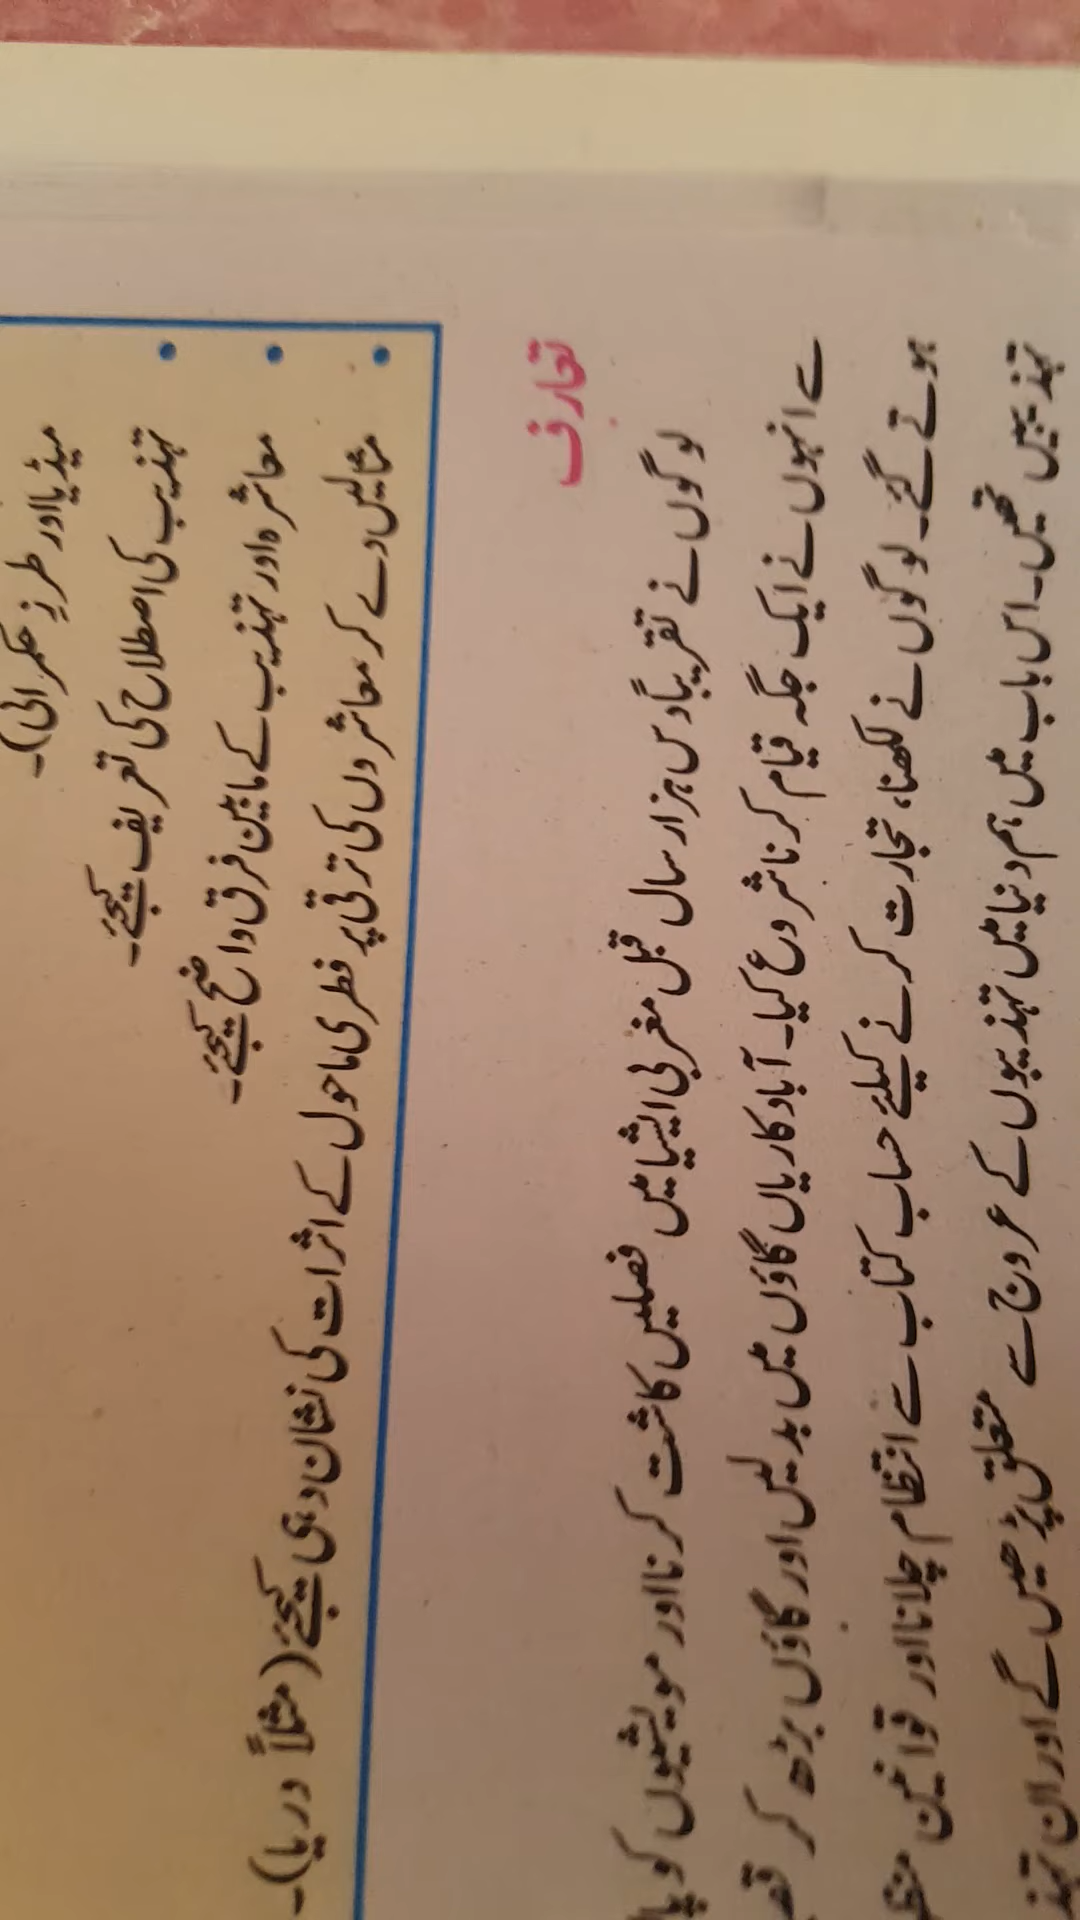 میڈیا اور طرزِ حکمرانی)۔
• تہذیب کی اصطلاح کی تعریف کیجئے۔
• معاشرہ اور تہذیب کے مابین فرق واضح کیجئے۔
• مثالیں دے کر معاشروں کی ترقی پر فطری ماحول کے اثرات کی نشان دہی کیجئے (مثلاً دریا)۔
تعارف
لوگوں نے تقریباً دس ہزار سال قبل مغربی ایشیا میں فصلیں کاشت کرنا اور مویشیوں کو
سے انہوں نے ایک جگہ قیام کرنا شروع کیا۔ آبادکاریاں گاؤں میں بدلیں اور گاؤں بڑھ کر
ہوتے گئے۔ لوگوں نے لکھنا، تجارت کرنے کیلئے حساب کتاب سے انتظام چلانا اور قوانین
تہذیبیں تھیں۔ اس باب میں ہم دنیا میں تہذیبوں کے عروج سے متعلق پڑھیں گے اور ان